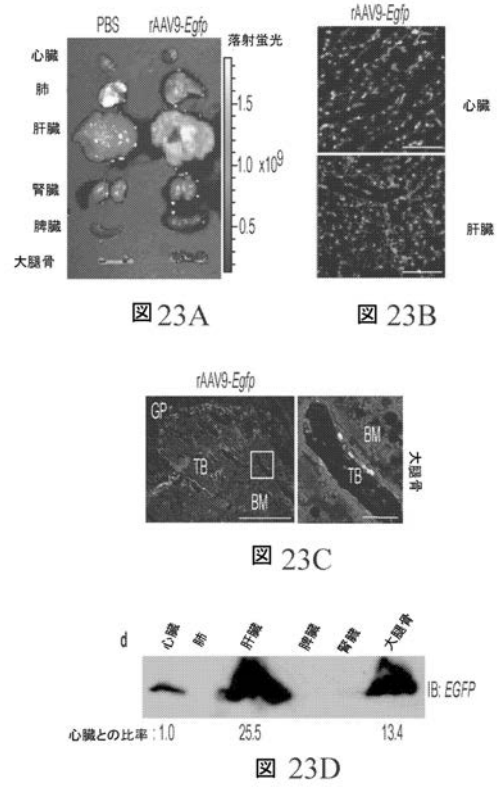 PBS rAAV9-Egfp 落射蛍光
心臓
肺
肝臓
腎臓
脾臓
大腿骨
1.5
1.0 x10⁹
0.5
図 23A
rAAV9-Egfp
心臓
肝臓
図 23B
rAAV9-Egfp
GP
TB
BM
BM
TB
大腿骨
図 23C
d
心臓 肺 肝臓 脾臓 腎臓 大腿骨
IB: EGFP
心臓との比率 : 1.0 25.5 13.4
図 23D